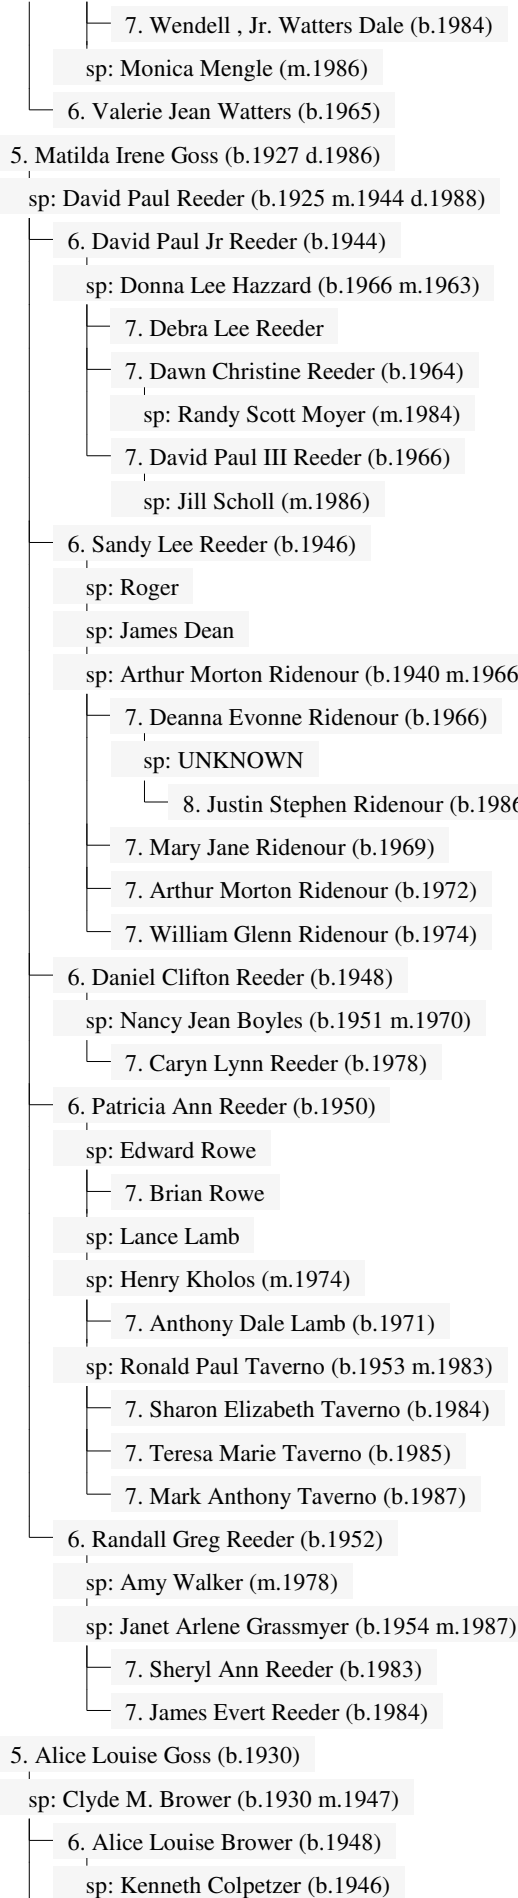 7. Wendell , Jr. Watters Dale (b.1984)
sp: Monica Mengle (m.1986)
6. Valerie Jean Watters (b.1965)
5. Matilda Irene Goss (b.1927 d.1986)
sp: David Paul Reeder (b.1925 m.1944 d.1988)
6. David Paul Jr Reeder (b.1944)
sp: Donna Lee Hazzard (b.1966 m.1963)
7. Debra Lee Reeder
7. Dawn Christine Reeder (b.1964)
sp: Randy Scott Moyer (m.1984)
7. David Paul III Reeder (b.1966)
sp: Jill Scholl (m.1986)
6. Sandy Lee Reeder (b.1946)
sp: Roger
sp: James Dean
sp: Arthur Morton Ridenour (b.1940 m.1966
7. Deanna Evonne Ridenour (b.1966)
sp: UNKNOWN
8. Justin Stephen Ridenour (b.1986
7. Mary Jane Ridenour (b.1969)
7. Arthur Morton Ridenour (b.1972)
7. William Glenn Ridenour (b.1974)
6. Daniel Clifton Reeder (b.1948)
sp: Nancy Jean Boyles (b.1951 m.1970)
7. Caryn Lynn Reeder (b.1978)
6. Patricia Ann Reeder (b.1950)
sp: Edward Rowe
7. Brian Rowe
sp: Lance Lamb
sp: Henry Kholos (m.1974)
7. Anthony Dale Lamb (b.1971)
sp: Ronald Paul Taverno (b.1953 m.1983)
7. Sharon Elizabeth Taverno (b.1984)
7. Teresa Marie Taverno (b.1985)
7. Mark Anthony Taverno (b.1987)
6. Randall Greg Reeder (b.1952)
sp: Amy Walker (m.1978)
sp: Janet Arlene Grassmyer (b.1954 m.1987)
7. Sheryl Ann Reeder (b.1983)
7. James Evert Reeder (b.1984)
5. Alice Louise Goss (b.1930)
sp: Clyde M. Brower (b.1930 m.1947)
6. Alice Louise Brower (b.1948)
sp: Kenneth Colpetzer (b.1946)